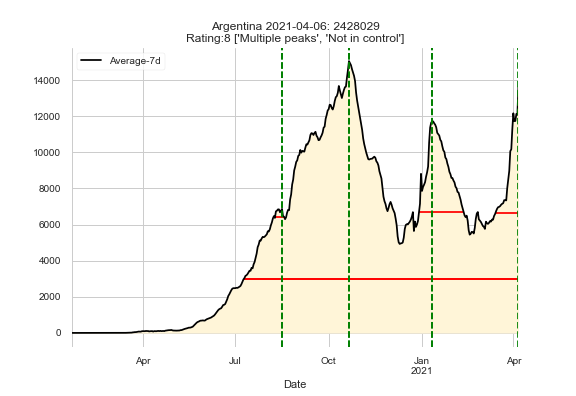 Argentina 2021-04-06: 2428029
Rating:8 ['Multiple peaks', 'Not in control']
Average-7d
14000
12000
10000
8000
6000
4000
2000
0
Apr
Jul
Oct
Jan
2021
Apr
Date